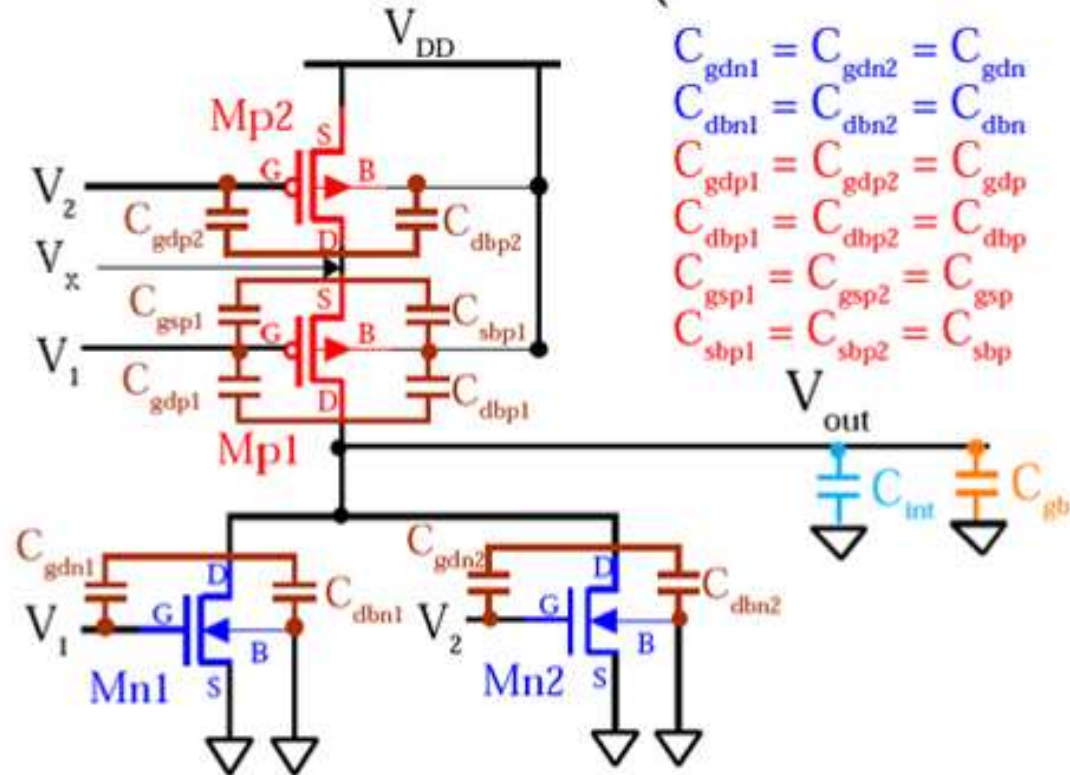 V_DD
C_gdn1 = C_gdn2 = C_gdn
C_dbn1 = C_dbn2 = C_dbn
C_gdp1 = C_gdp2 = C_gdp
C_dbp1 = C_dbp2 = C_dbp
C_gsp1 = C_gsp2 = C_gsp
C_sbp1 = C_sbp2 = C_sbp
Mp2
S
G
B
D
V_2
C_gdp2
C_dbp2
V_x
C_gsp1
S
C_sbp1
G
B
V_1
C_gdp1
D
C_dbp1
Mp1
V_out
C_int
C_gb
C_gdn1
D
C_dbn1
V_1
G
B
S
Mn1
C_gdn2
D
C_dbn2
V_2
G
B
S
Mn2